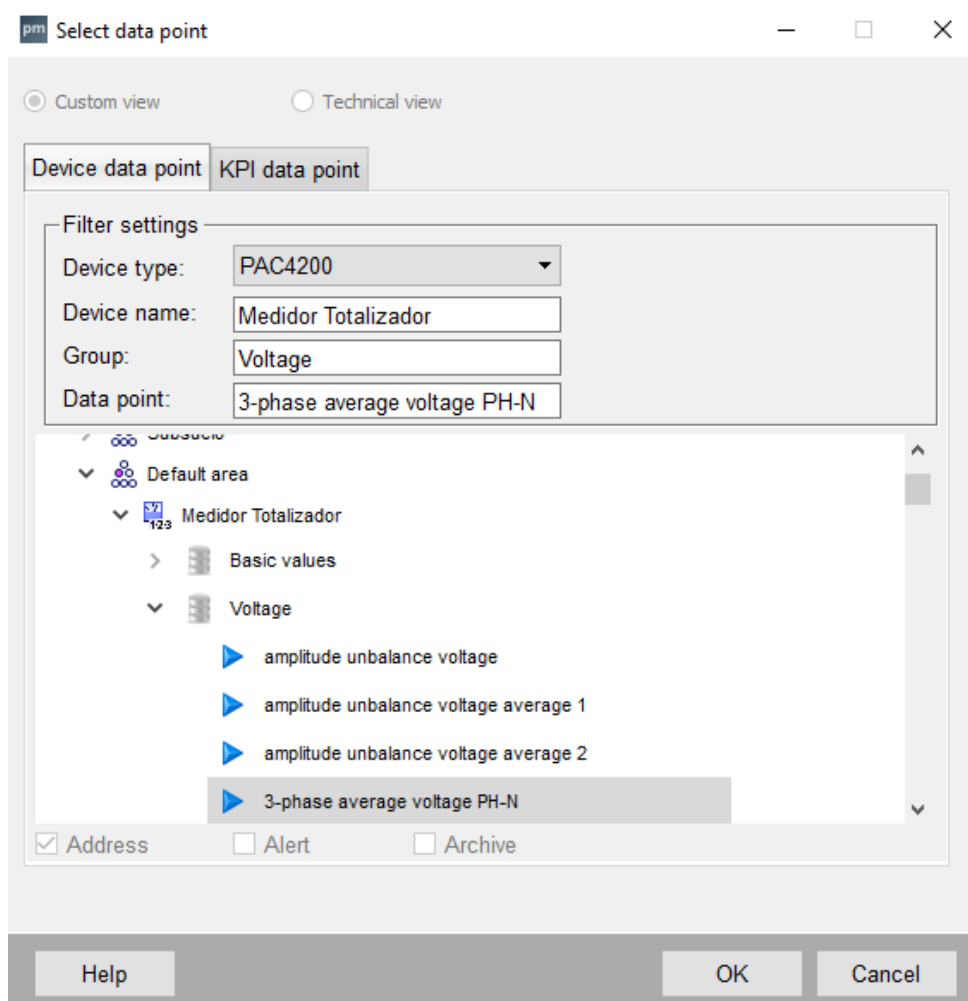 pm Select data point
Custom view Technical view
Device data point KPI data point
Filter settings
Device type: PAC4200
Device name: Medidor Totalizador
Group: Voltage
Data point: 3-phase average voltage PH-N
Subsuelo
Default area
Medidor Totalizador
Basic values
Voltage
amplitude unbalance voltage
amplitude unbalance voltage average 1
amplitude unbalance voltage average 2
3-phase average voltage PH-N
Address Alert Archive
Help OK Cancel